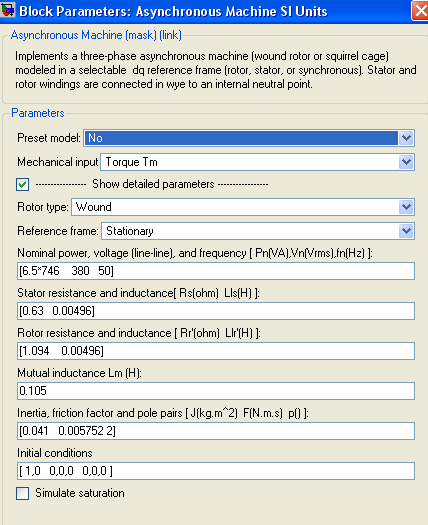 Block Parameters: Asynchronous Machine SI Units
Asynchronous Machine (mask) (link)
Implements a three-phase asynchronous machine (wound rotor or squirrel cage)
modeled in a selectable dq reference frame (rotor, stator, or synchronous). Stator and
rotor windings are connected in wye to an internal neutral point.
Parameters
Preset model: No
Mechanical input Torque Tm
----------------- Show detailed parameters -----------------
Rotor type: Wound
Reference frame: Stationary
Nominal power, voltage (line-line), and frequency [ Pn(VA),Vn(Vrms),fn(Hz) ]:
[6.5*746 380 50]
Stator resistance and inductance[ Rs(ohm) Lls(H) ]:
[0.63 0.00496]
Rotor resistance and inductance [ Rr'(ohm) Llr'(H) ]:
[1.094 0.00496]
Mutual inductance Lm (H):
0.105
Inertia, friction factor and pole pairs [ J(kg.m^2) F(N.m.s) p() ]:
[0.041 0.005752 2]
Initial conditions
[ 1,0 0,0,0 0,0,0 ]
Simulate saturation